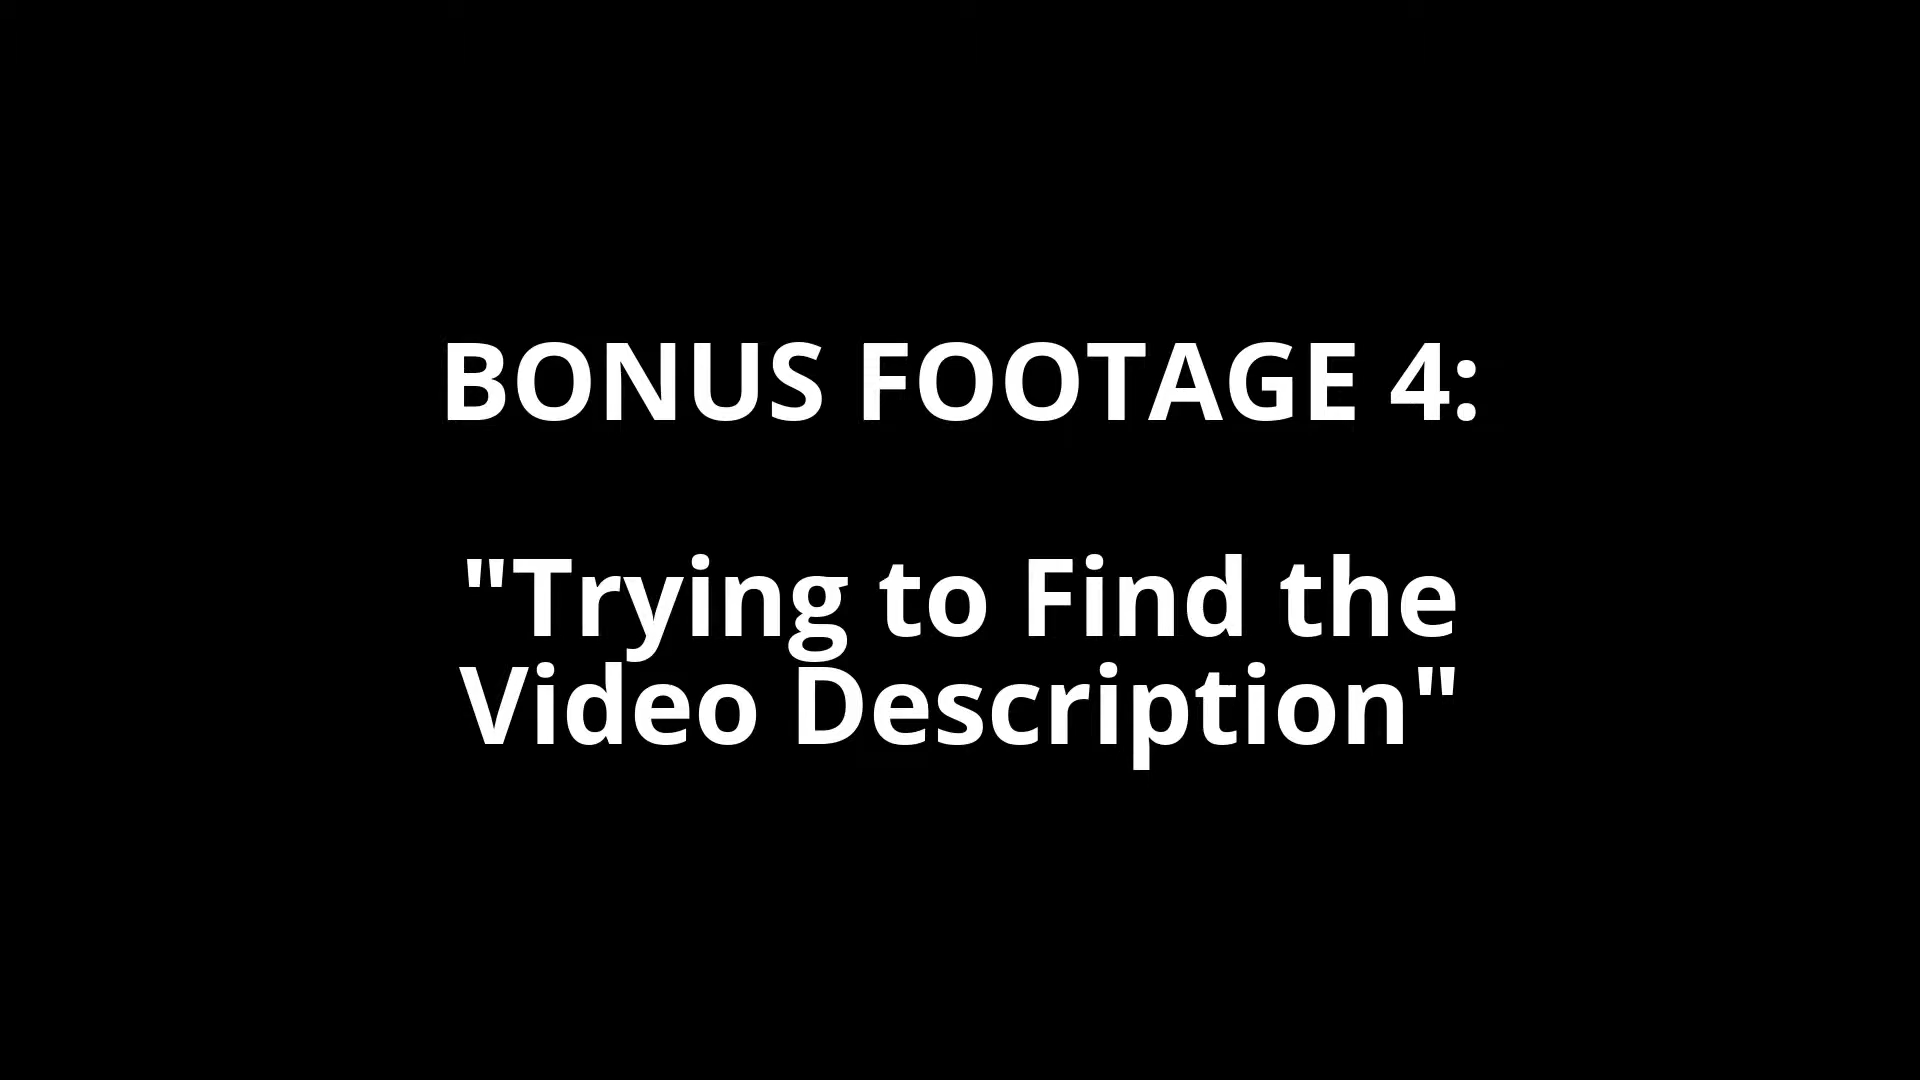 BONUS FOOTAGE 4:
"Trying to Find the
Video Description"